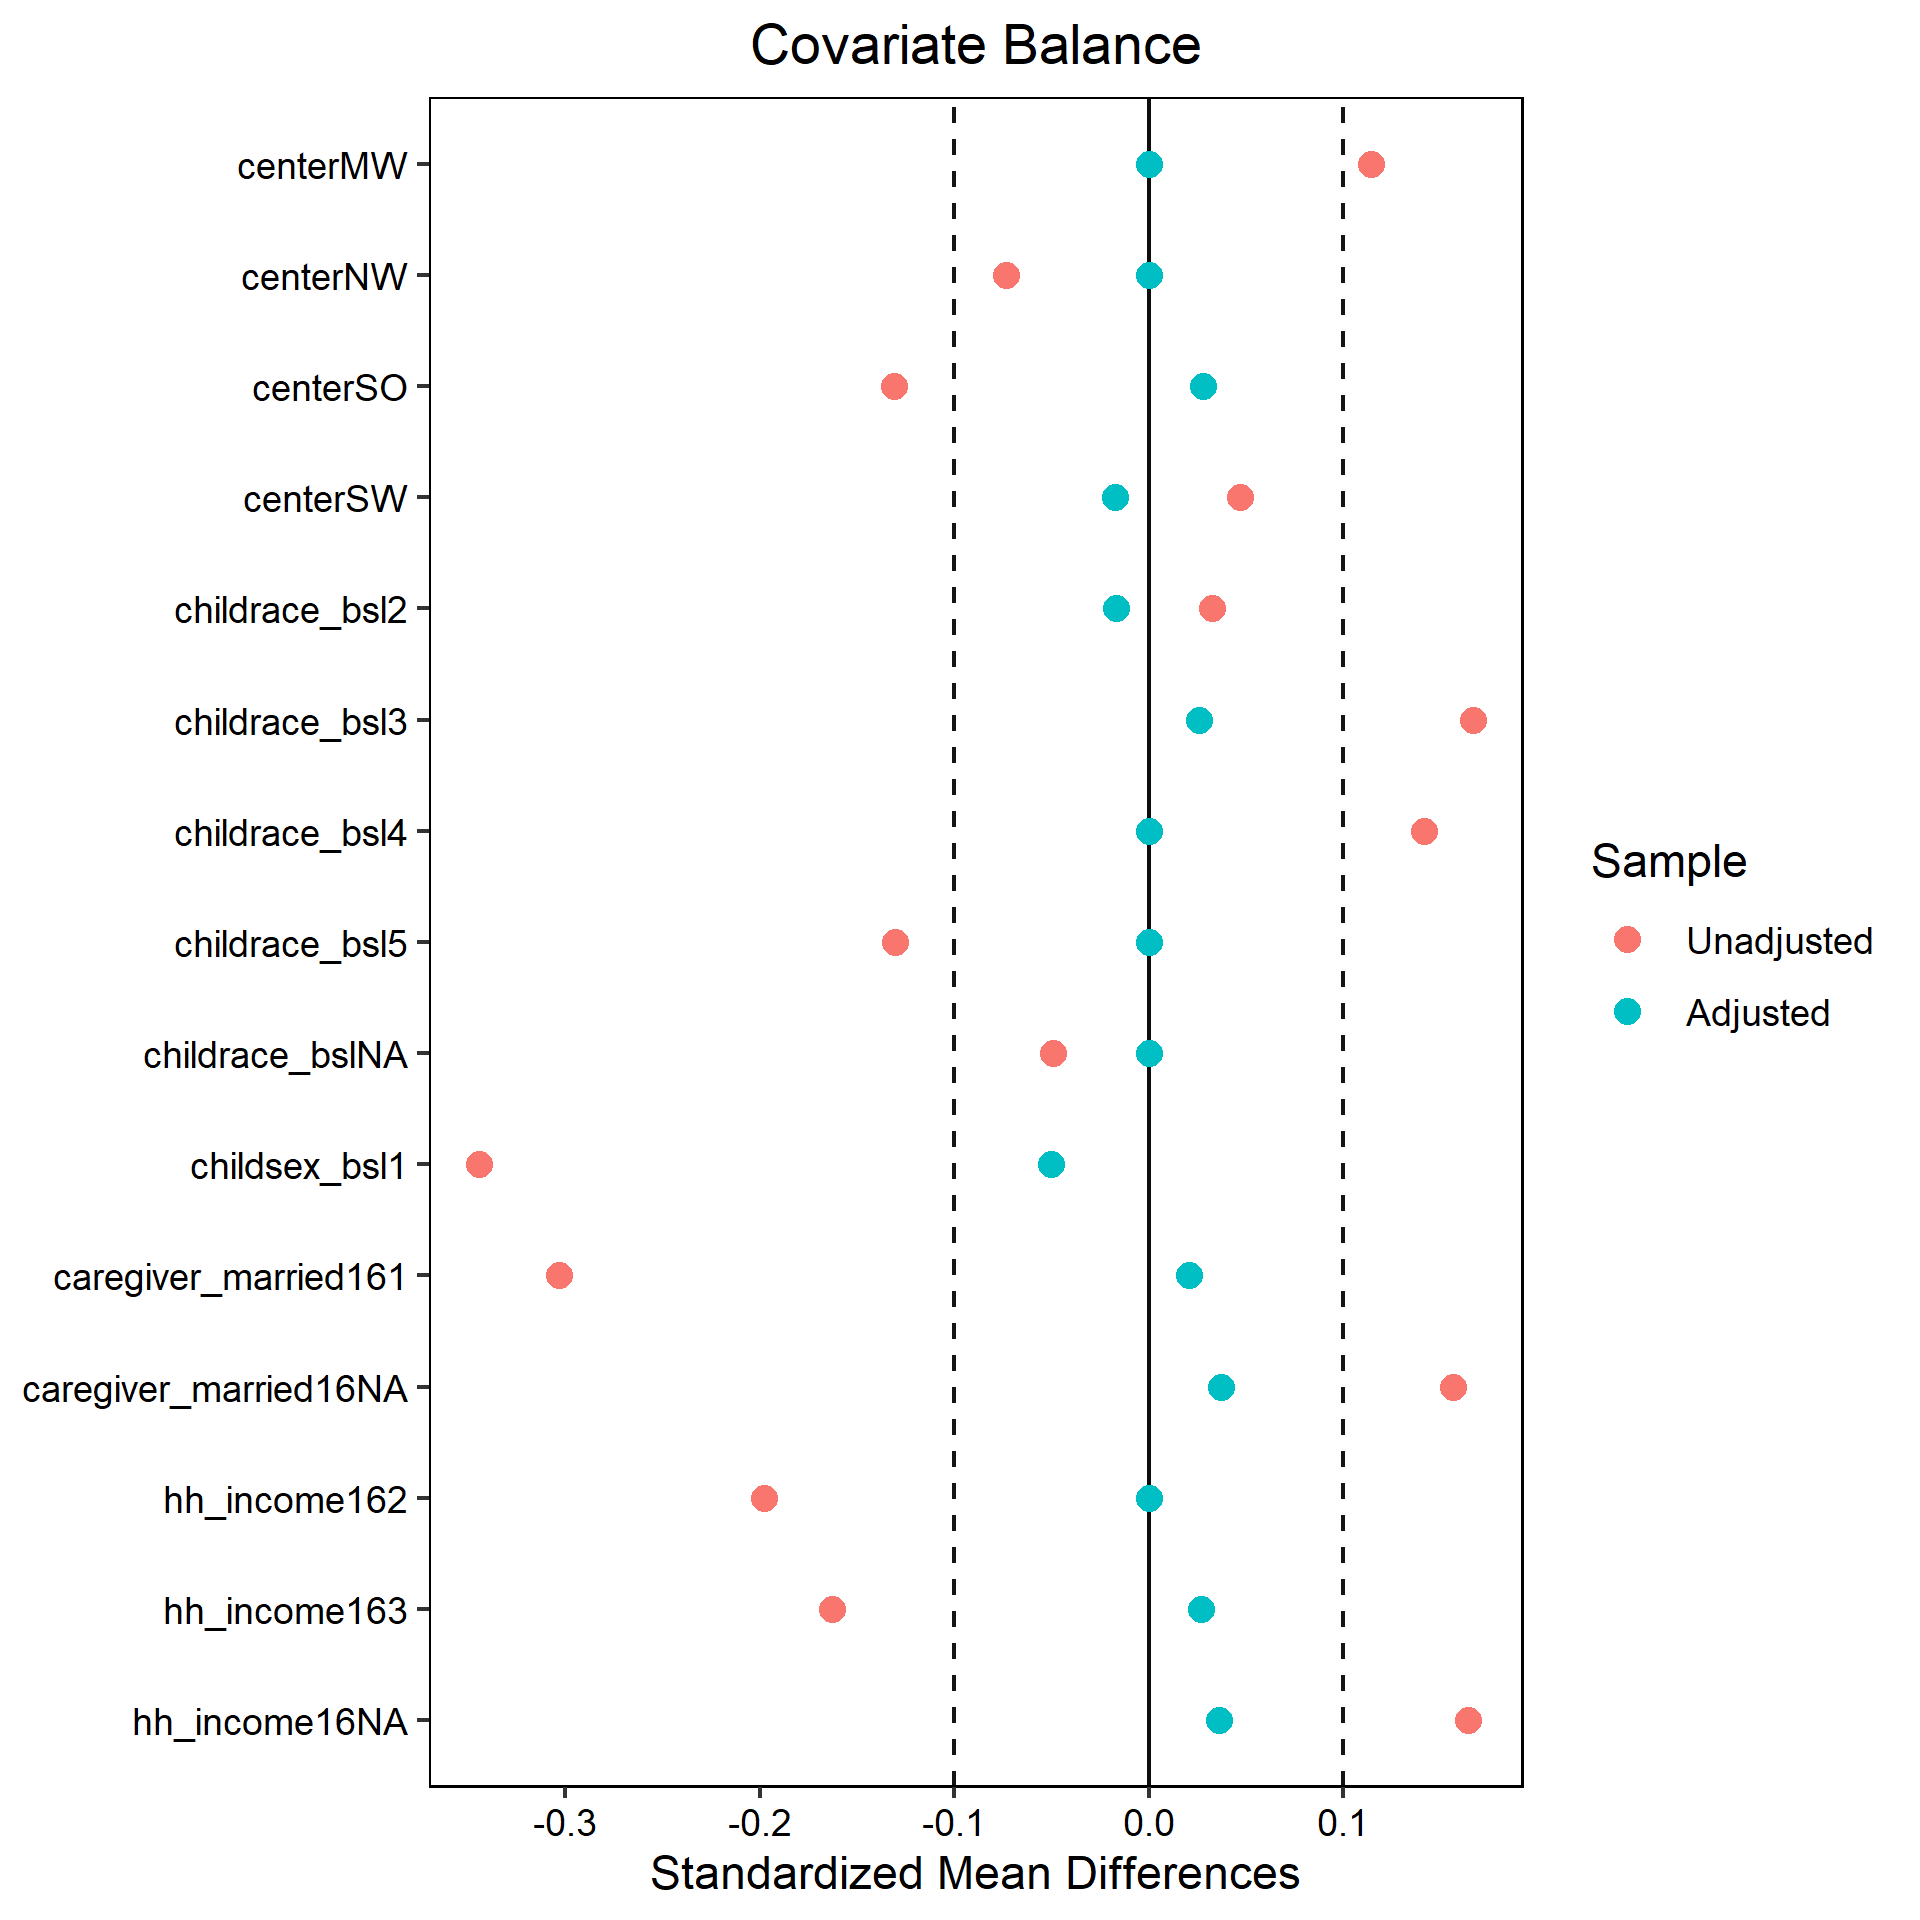 Covariate Balance
centerMW
centerNW
centerSO
centerSW
childrace_bsl2
childrace_bsl3
childrace_bsl4
childrace_bsl5
childrace_bslNA
childsex_bsl1
caregiver_married161
caregiver_married16NA
hh_income162
hh_income163
hh_income16NA
-0.3 -0.2 -0.1 0.0 0.1
Standardized Mean Differences
Sample
Unadjusted
Adjusted